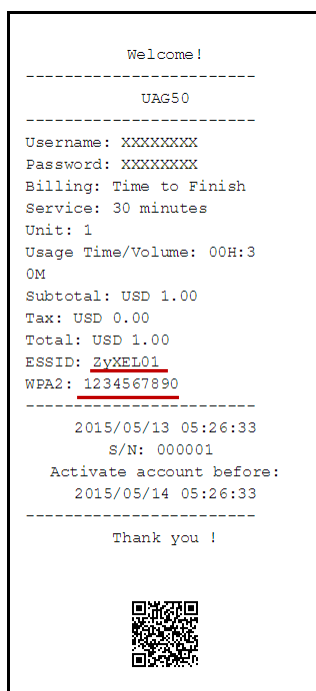 Welcome!
------------------------
UAG50
------------------------
Username: XXXXXXXX
Password: XXXXXXXX
Billing: Time to Finish
Service: 30 minutes
Unit: 1
Usage Time/Volume: 00H:3
0M
Subtotal: USD 1.00
Tax: USD 0.00
Total: USD 1.00
ESSID: ZyXEL01
WPA2: 1234567890
------------------------
2015/05/13 05:26:33
S/N: 000001
Activate account before:
2015/05/14 05:26:33
------------------------
Thank you !